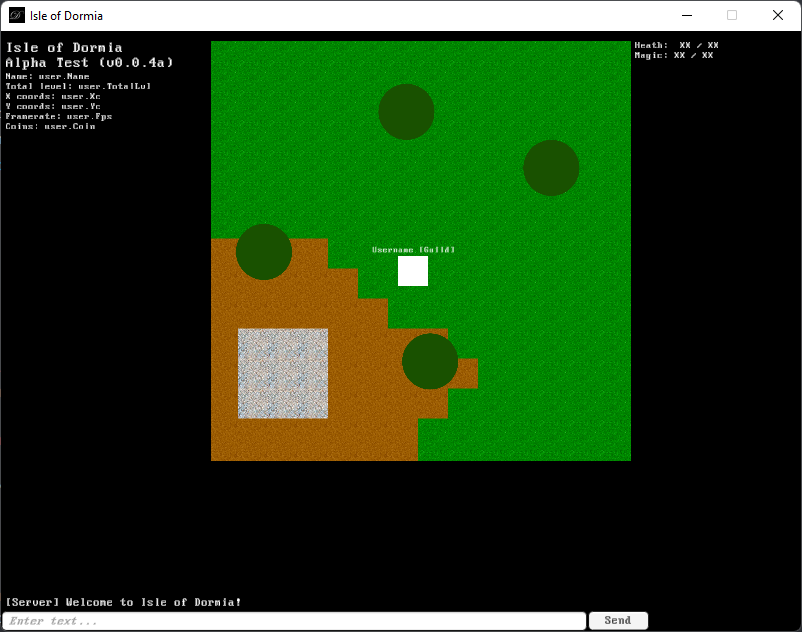 Isle of Dormia
Isle of Dormia
Alpha Test (v0.0.4a)
Name: user.Name
Total level: user.TotalLvl
X coords: user.Xc
Y coords: user.Yc
Framerate: user.Fps
Coins: user.Coin
Heath: XX / XX
Magic: XX / XX
Username [Guild]
[Server] Welcome to Isle of Dormia!
Enter text...
Send